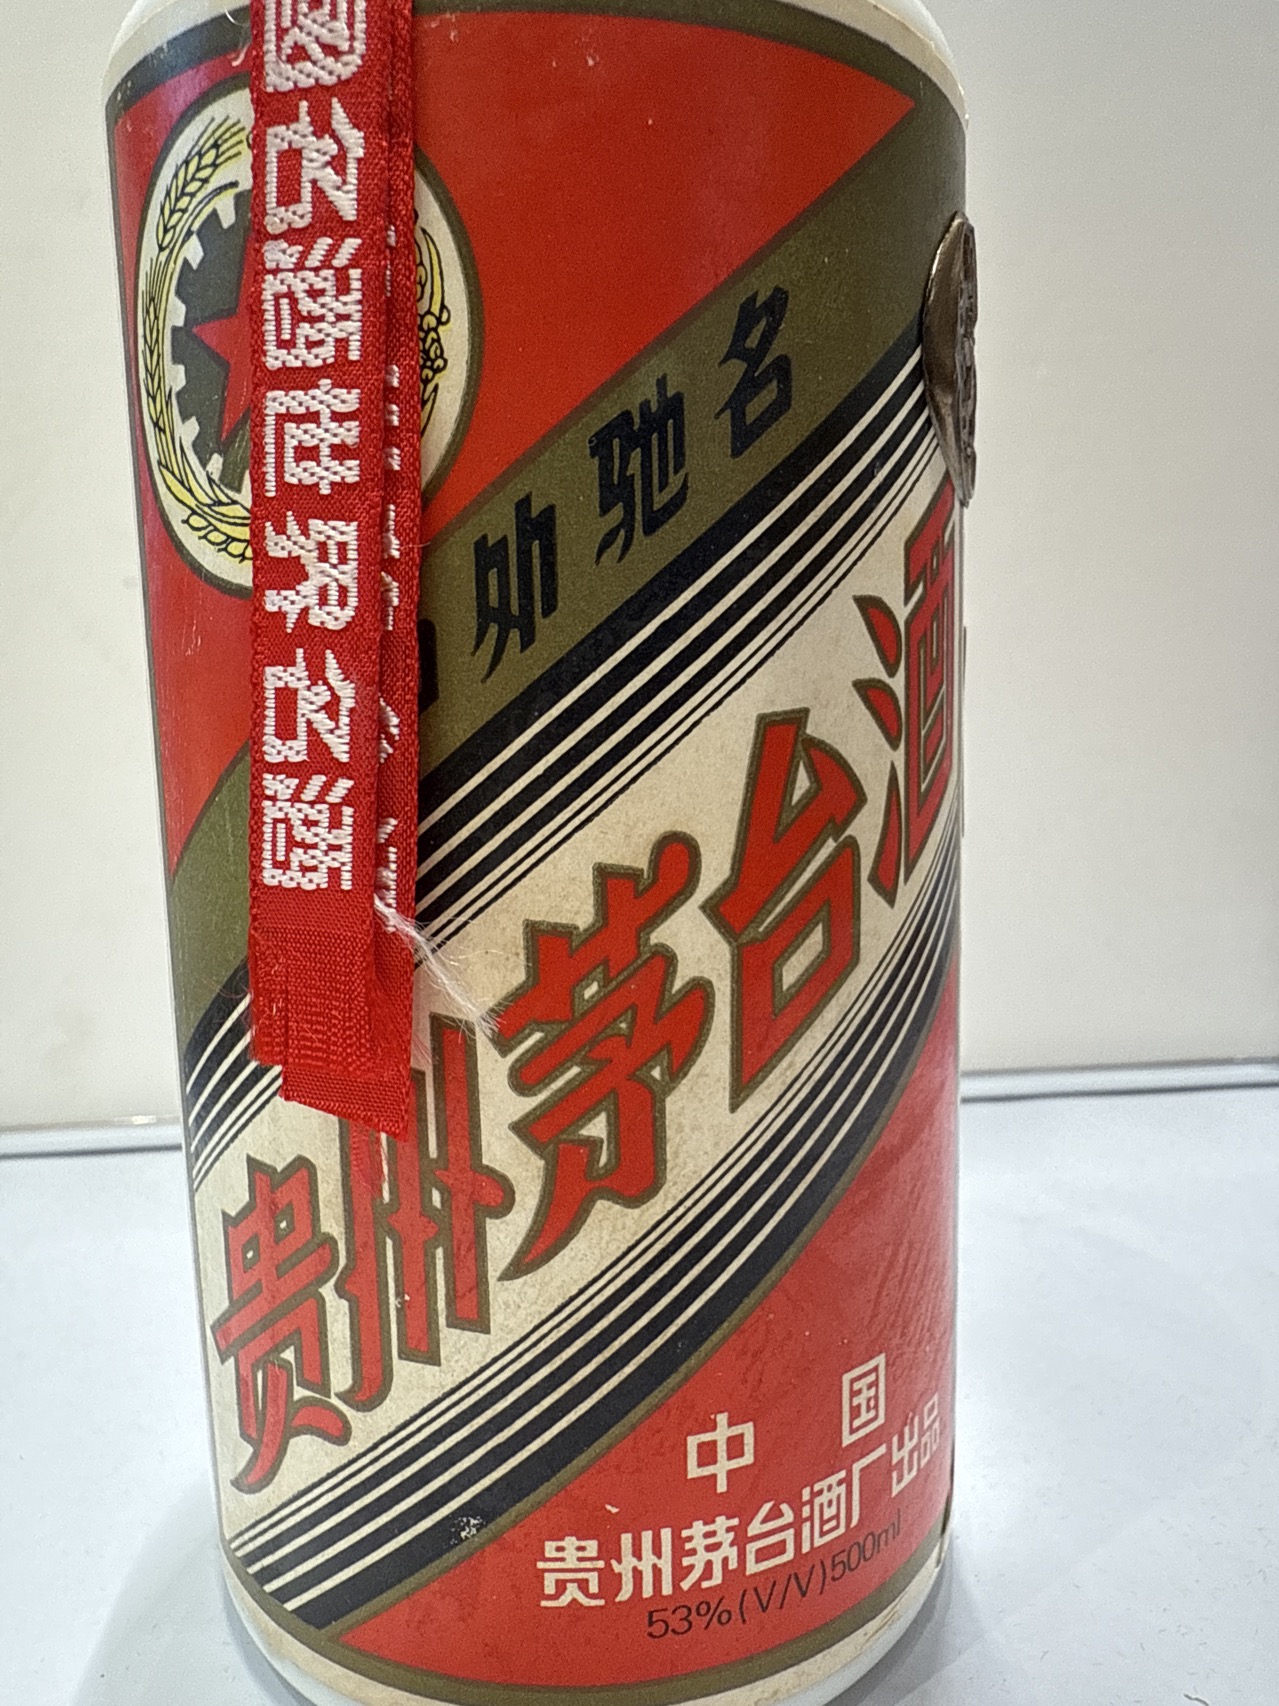 國名酒世界名酒
外驰名
贵州茅台酒
中国
贵州茅台酒厂出品
53%(V/V)500ml